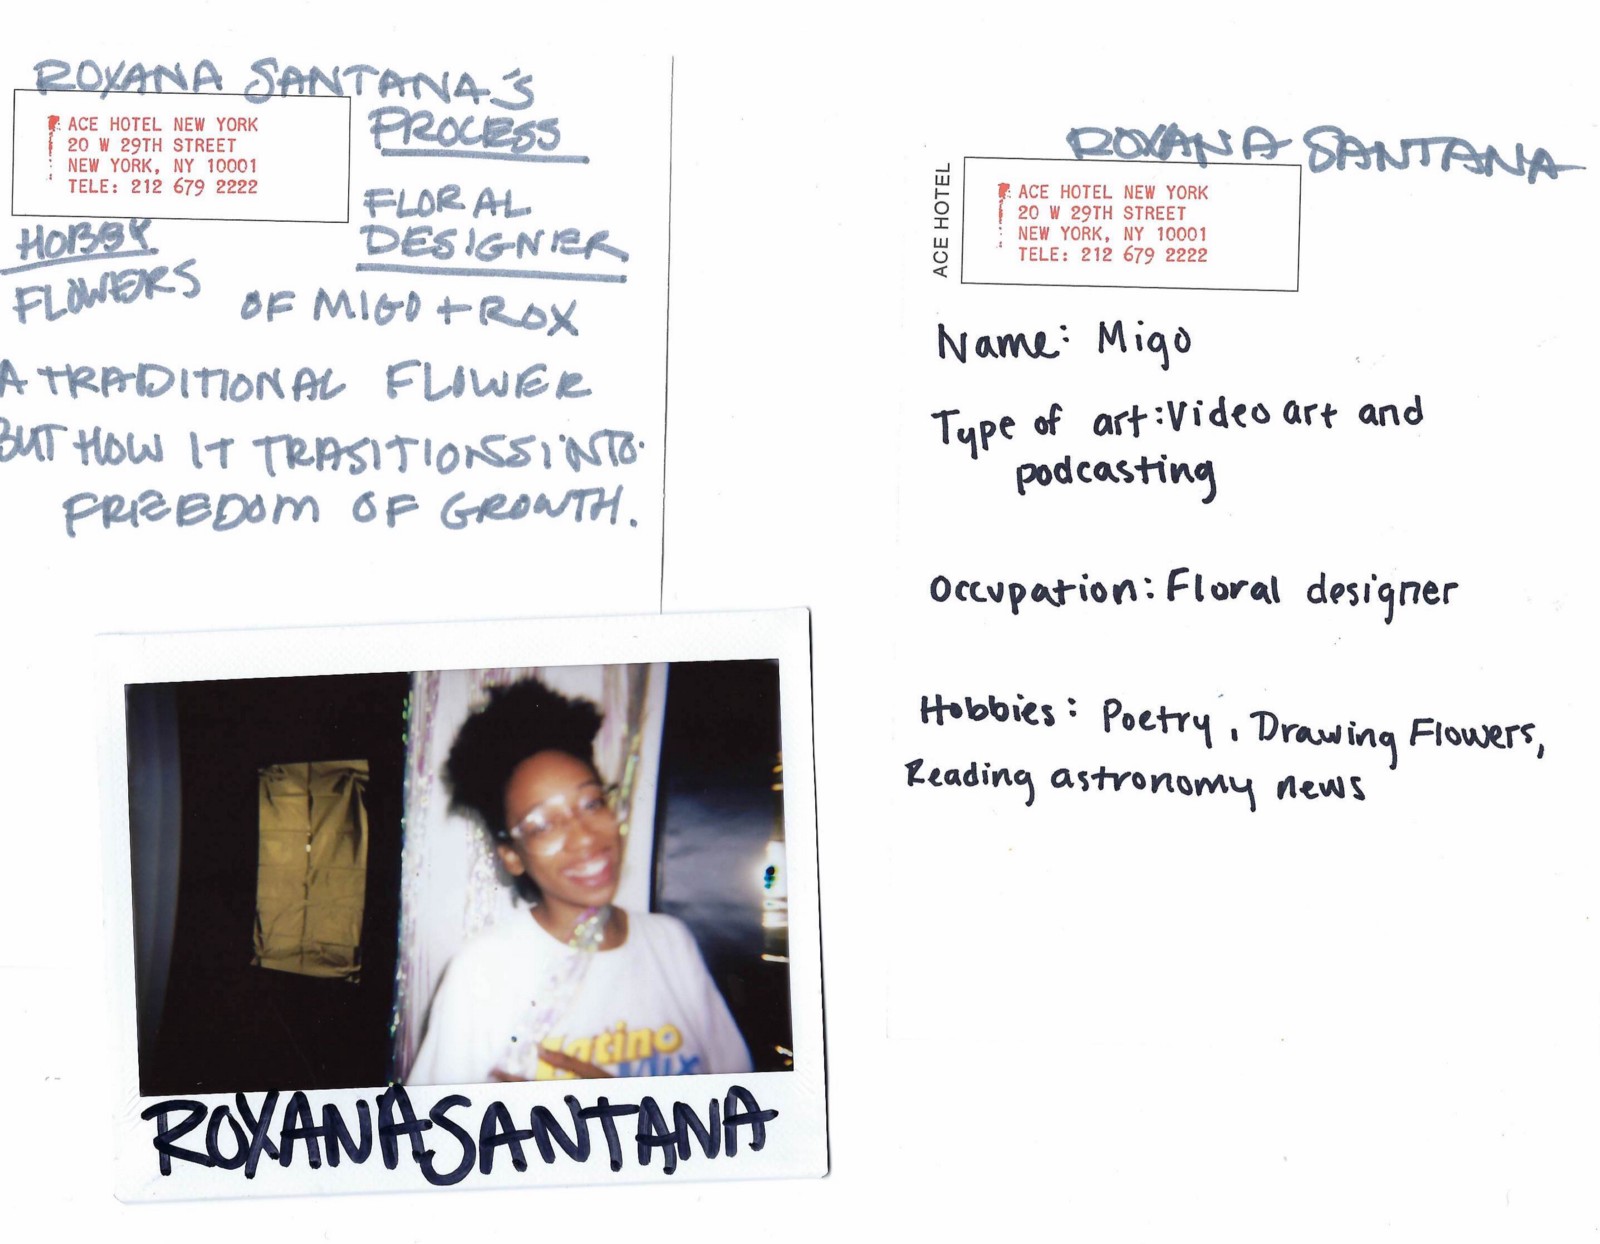 ROXANA SANTANA'S
PROCESS
ACE HOTEL NEW YORK
20 W 29TH STREET
NEW YORK, NY 10001
TELE: 212 679 2222
FLORAL
DESIGNER
HOBBY
FLOWERS
OF MIGO + ROX
A TRADITIONAL FLOWER
BUT HOW IT TRASITIONSSINTO
FREEDOM OF GROWTH.
Latino
MIX
ROXANASANTANA
ROXANA SANTANA
ACE HOTEL
ACE HOTEL NEW YORK
20 W 29TH STREET
NEW YORK, NY 10001
TELE: 212 679 2222
Name: Migo
Type of art: Video art and
podcasting
Occupation: Floral designer
Hobbies: Poetry, Drawing Flowers,
Reading astronomy news